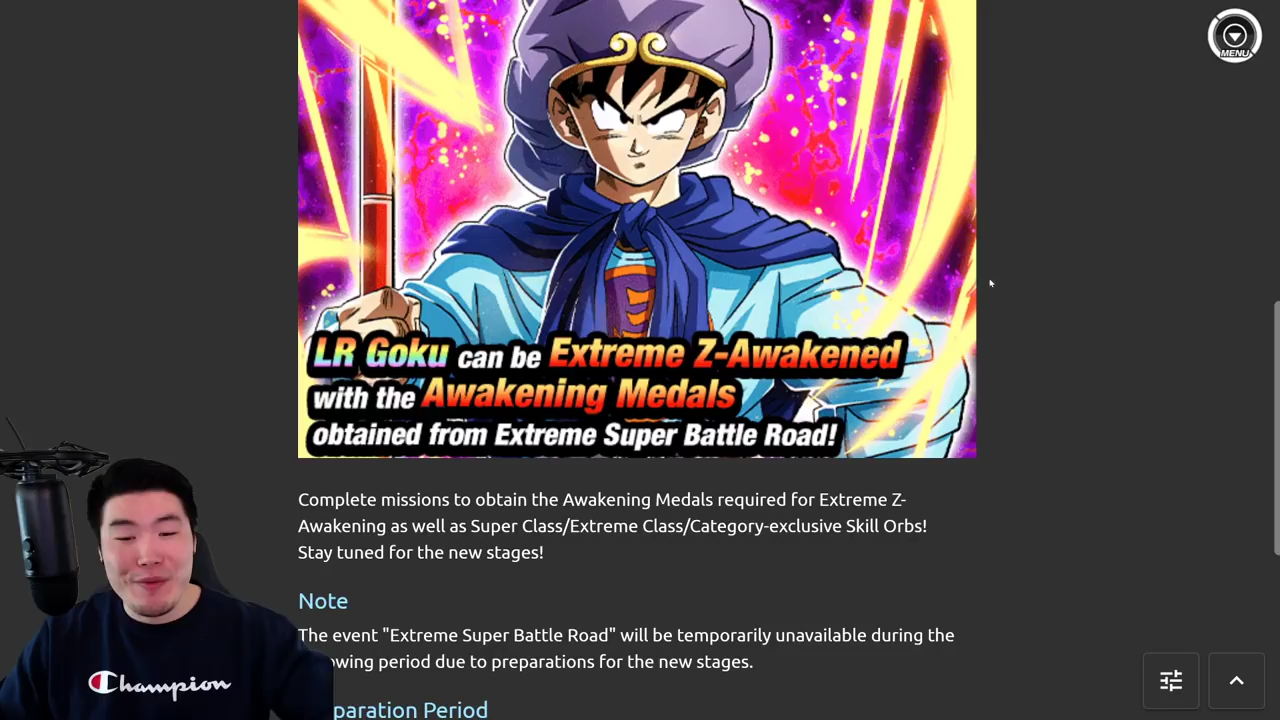 MENU
LR Goku can be Extreme Z-Awakened
with the Awakening Medals
obtained from Extreme Super Battle Road!
Complete missions to obtain the Awakening Medals required for Extreme Z-
Awakening as well as Super Class/Extreme Class/Category-exclusive Skill Orbs!
Stay tuned for the new stages!
Note
The event "Extreme Super Battle Road" will be temporarily unavailable during the
owing period due to preparations for the new stages.
paration Period
Champion